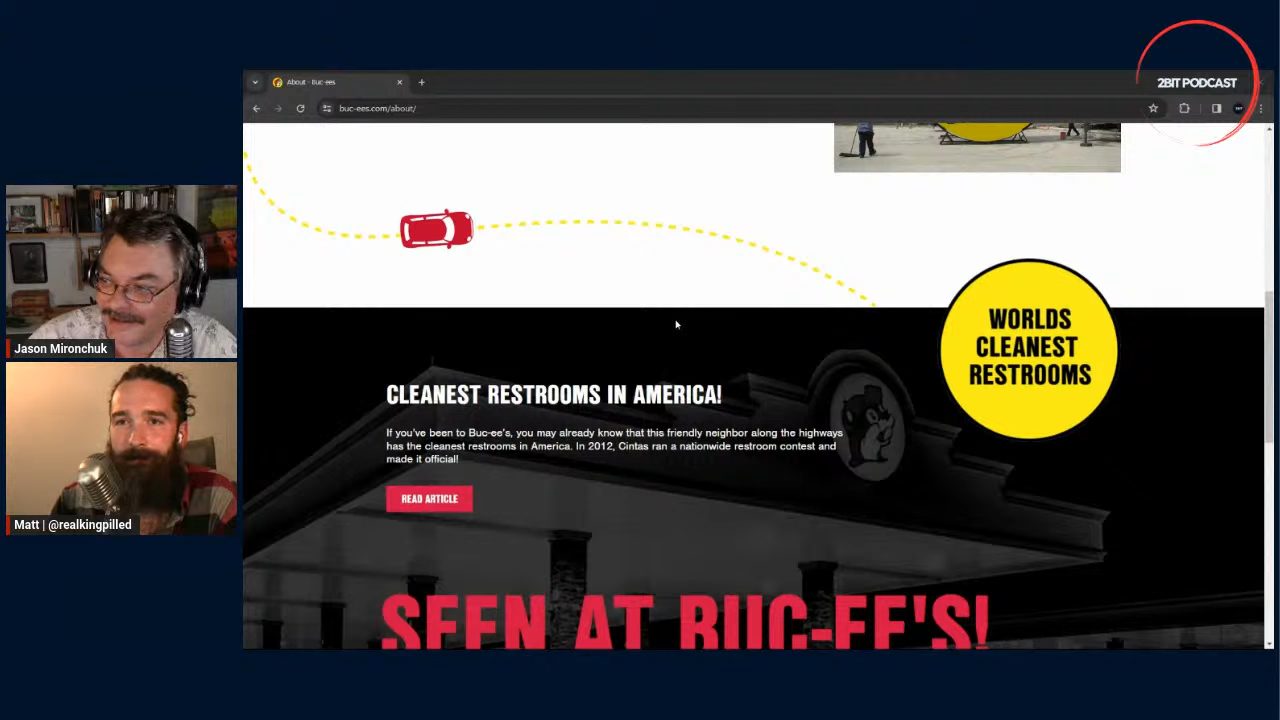 2BIT PODCAST
About - Buc-ees
buc-ees.com/about/
WORLDS
CLEANEST
RESTROOMS
CLEANEST RESTROOMS IN AMERICA!
If you've been to Buc-ee's, you may already know that this friendly neighbor along the highways
has the cleanest restrooms in America. In 2012, Cintas ran a nationwide restroom contest and
made it official!
READ ARTICLE
SEEN AT BUC-EE'S!
Jason Mironchuk
Matt | @realkingpilled